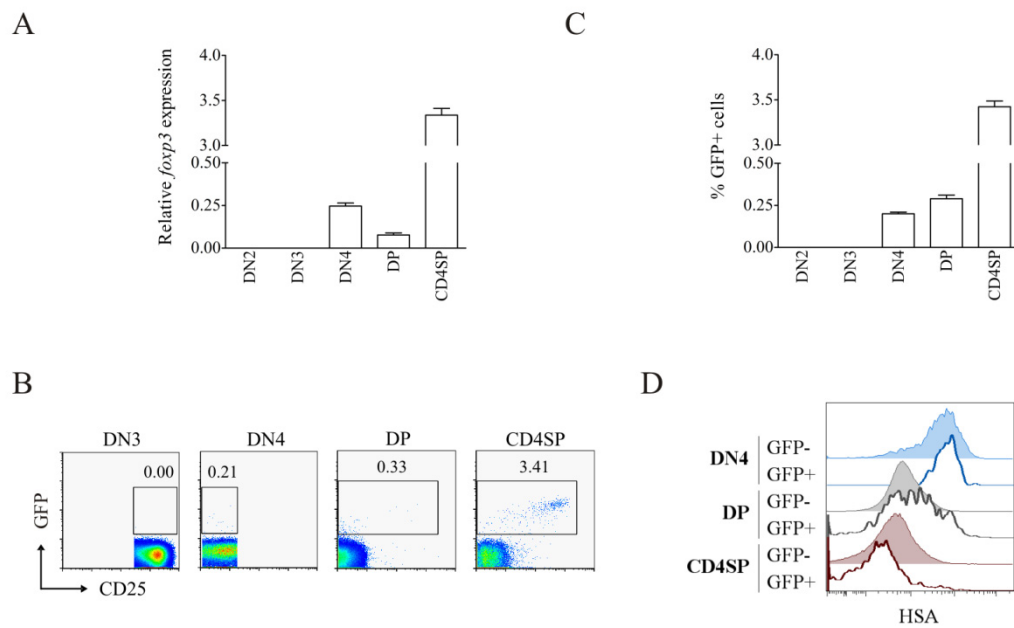 A
Relative foxp3 expression
4.0
3.5
3.0
0.50
0.25
0.00
DN2
DN3
DN4
DP
CD4SP
C
% GFP+ cells
4.0
3.5
3.0
0.50
0.25
0.00
DN2
DN3
DN4
DP
CD4SP
B
DN3
DN4
DP
CD4SP
0.00
0.21
0.33
3.41
GFP
CD25
D
DN4
GFP-
GFP+
DP
GFP-
GFP+
CD4SP
GFP-
GFP+
HSA